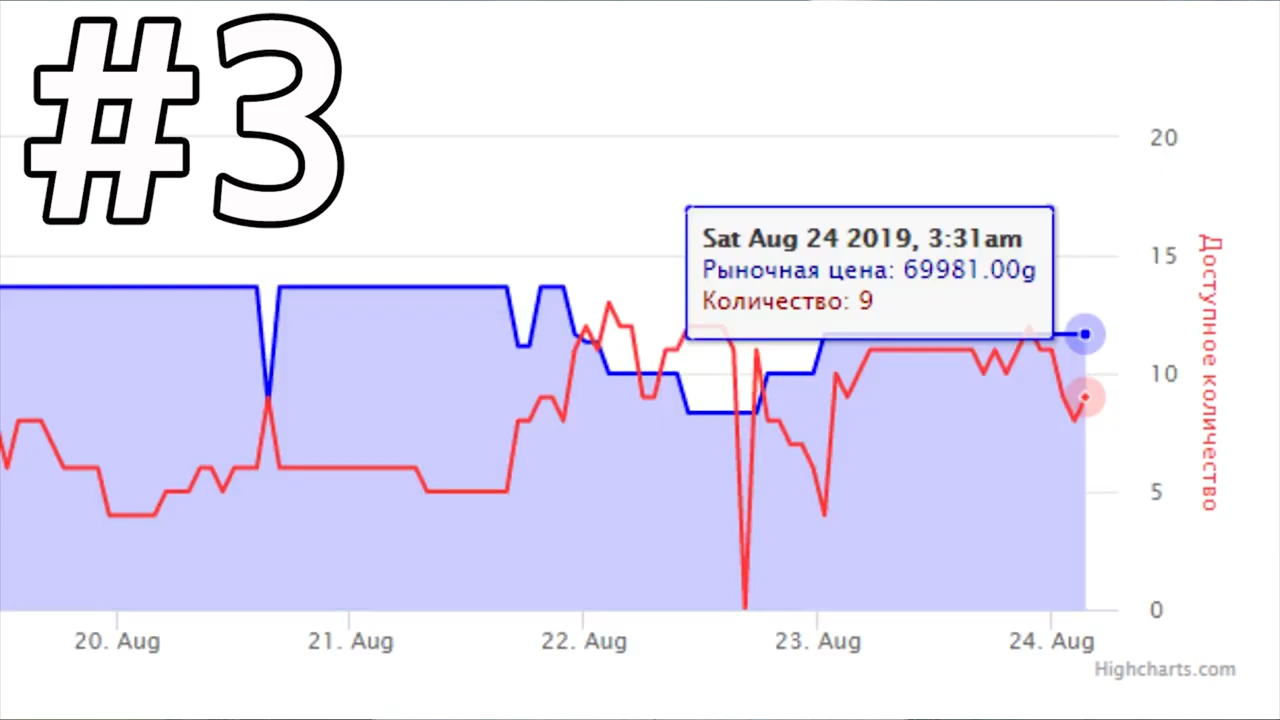 #3
20
Sat Aug 24 2019, 3:31am
Рыночная цена: 69981.00g
Количество: 9
15
10
5
0
Доступное количество
20. Aug
21. Aug
22. Aug
23. Aug
24. Aug
Highcharts.com